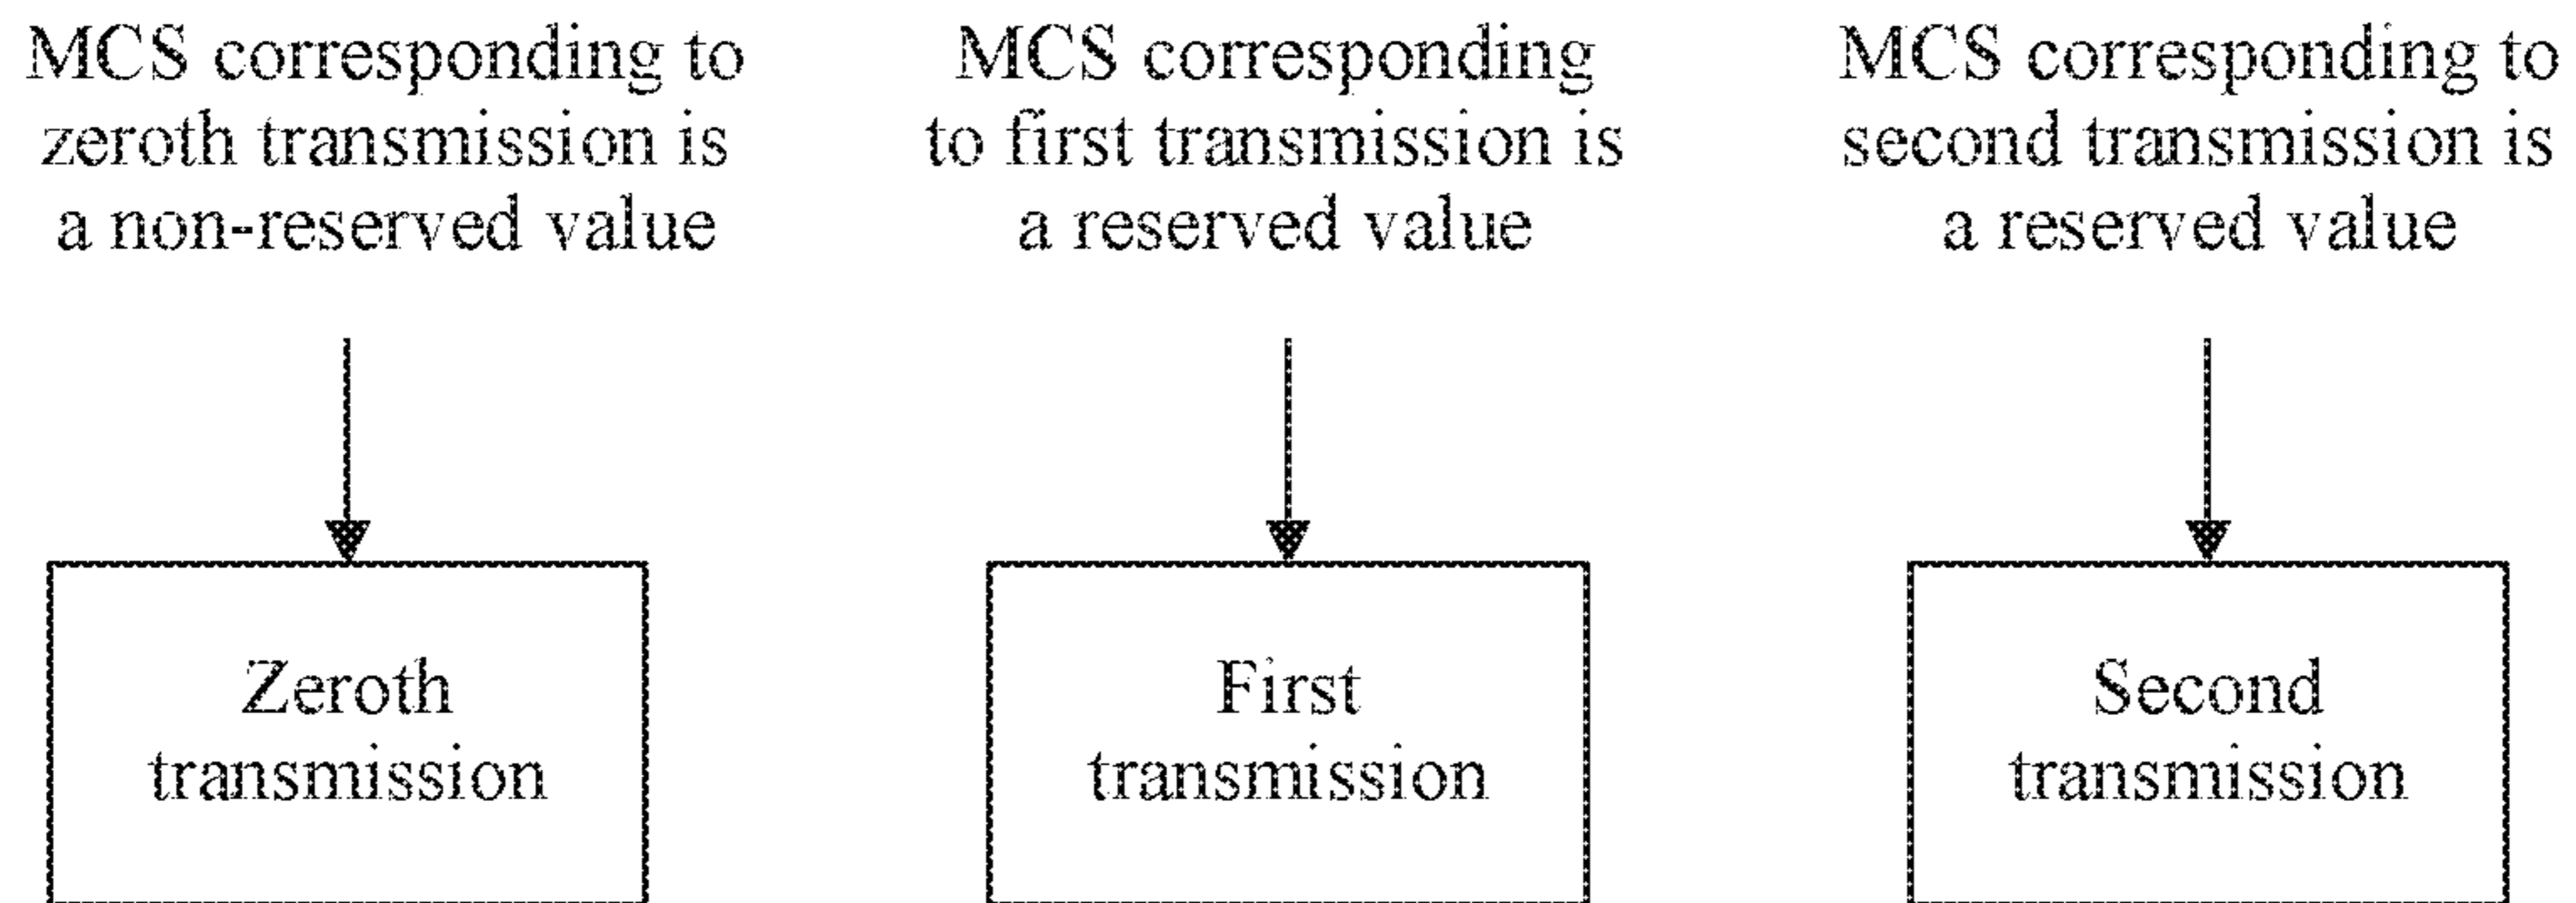 MCS corresponding to
zeroth transmission is
a non-reserved value
MCS corresponding
to first transmission is
a reserved value
MCS corresponding to
second transmission is
a reserved value
Zeroth
transmission
First
transmission
Second
transmission